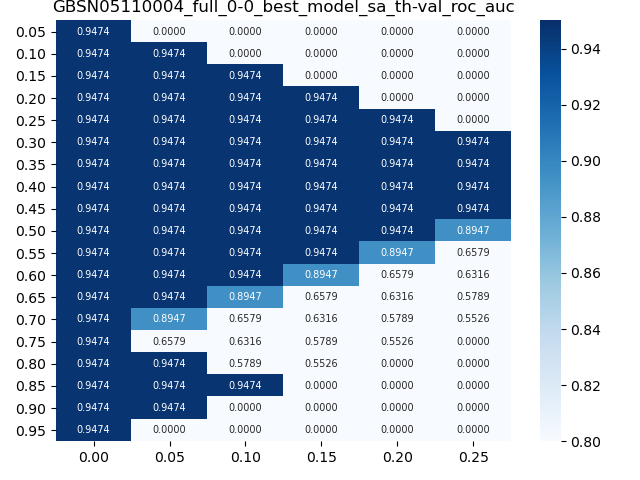 GBSN05110004_full_0-0_best_model_sa_th-val_roc_auc
0.05 0.9474 0.0000 0.0000 0.0000 0.0000 0.0000
0.10 0.9474 0.9474 0.0000 0.0000 0.0000 0.0000
0.15 0.9474 0.9474 0.9474 0.0000 0.0000 0.0000
0.20 0.9474 0.9474 0.9474 0.9474 0.0000 0.0000
0.25 0.9474 0.9474 0.9474 0.9474 0.9474 0.0000
0.30 0.9474 0.9474 0.9474 0.9474 0.9474 0.9474
0.35 0.9474 0.9474 0.9474 0.9474 0.9474 0.9474
0.40 0.9474 0.9474 0.9474 0.9474 0.9474 0.9474
0.45 0.9474 0.9474 0.9474 0.9474 0.9474 0.9474
0.50 0.9474 0.9474 0.9474 0.9474 0.9474 0.8947
0.55 0.9474 0.9474 0.9474 0.9474 0.8947 0.6579
0.60 0.9474 0.9474 0.9474 0.8947 0.6579 0.6316
0.65 0.9474 0.9474 0.8947 0.6579 0.6316 0.5789
0.70 0.9474 0.8947 0.6579 0.6316 0.5789 0.5526
0.75 0.9474 0.6579 0.6316 0.5789 0.5526 0.0000
0.80 0.9474 0.9474 0.5789 0.5526 0.0000 0.0000
0.85 0.9474 0.9474 0.9474 0.0000 0.0000 0.0000
0.90 0.9474 0.9474 0.0000 0.0000 0.0000 0.0000
0.95 0.9474 0.0000 0.0000 0.0000 0.0000 0.0000
0.00 0.05 0.10 0.15 0.20 0.25
0.94
0.92
0.90
0.88
0.86
0.84
0.82
0.80